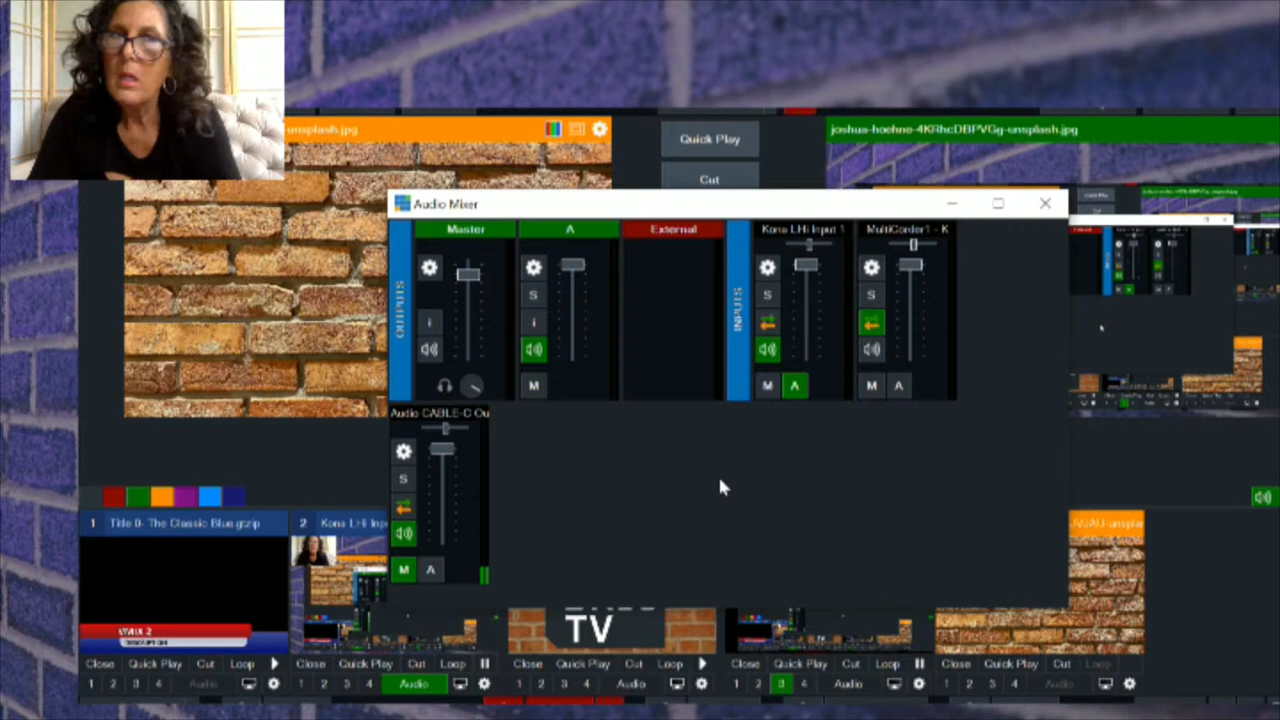 unsplash.jpg
Quick Play
joshua-hoehne-4KRhcDBPVGg-unsplash.jpg
Cut
Audio Mixer
Master
A
External
Kona LHi Input 1
MultiCorder1 - K
OUTPUTS
INPUTS
S
S
S
i
i
M
M
A
M
A
Audio CABLE-C Ou
S
M
A
1 Title 0- The Classic Blue.gtzip
2 Kona LHi Inp
VMIX 2
DESCRIPTION
TV
Close Quick Play Cut Loop
Close Quick Play Cut Loop
Close Quick Play Cut Loop
Close Quick Play Cut Loop
Close Quick Play Cut Loop
1 2 3 4 Audio
1 2 3 4 Audio
1 2 3 4 Audio
1 2 3 4 Audio
1 2 3 4 Audio